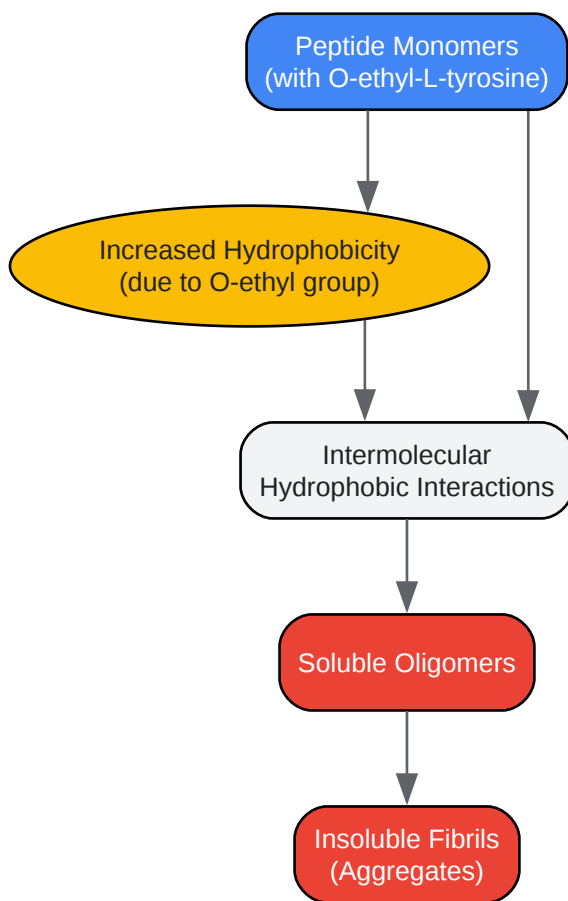 Peptide Monomers
(with O-ethyl-L-tyrosine)
Increased Hydrophobicity
(due to O-ethyl group)
Intermolecular
Hydrophobic Interactions
Soluble Oligomers
Insoluble Fibrils
(Aggregates)